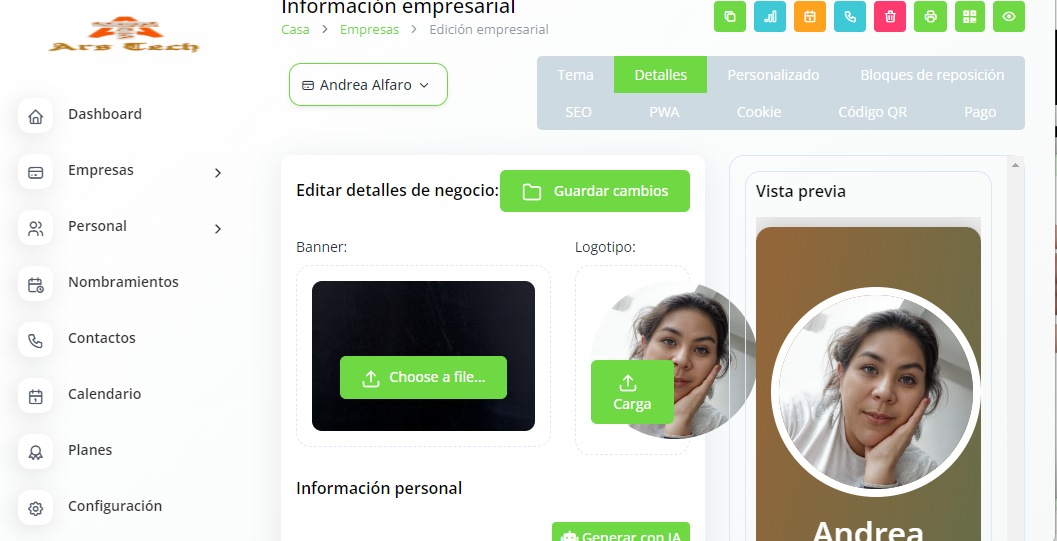 Información empresarial
Casa > Empresas > Edición empresarial
Ars Tech
Andrea Alfaro
Tema Detalles Personalizado Bloques de reposición
SEO PWA Cookie Código QR Pago
Dashboard
Empresas
Personal
Nombramientos
Contactos
Calendario
Planes
Configuración
Editar detalles de negocio: Guardar cambios
Banner: Logotipo:
Choose a file...
Carga
Información personal
Generar con IA
Vista previa
Andrea